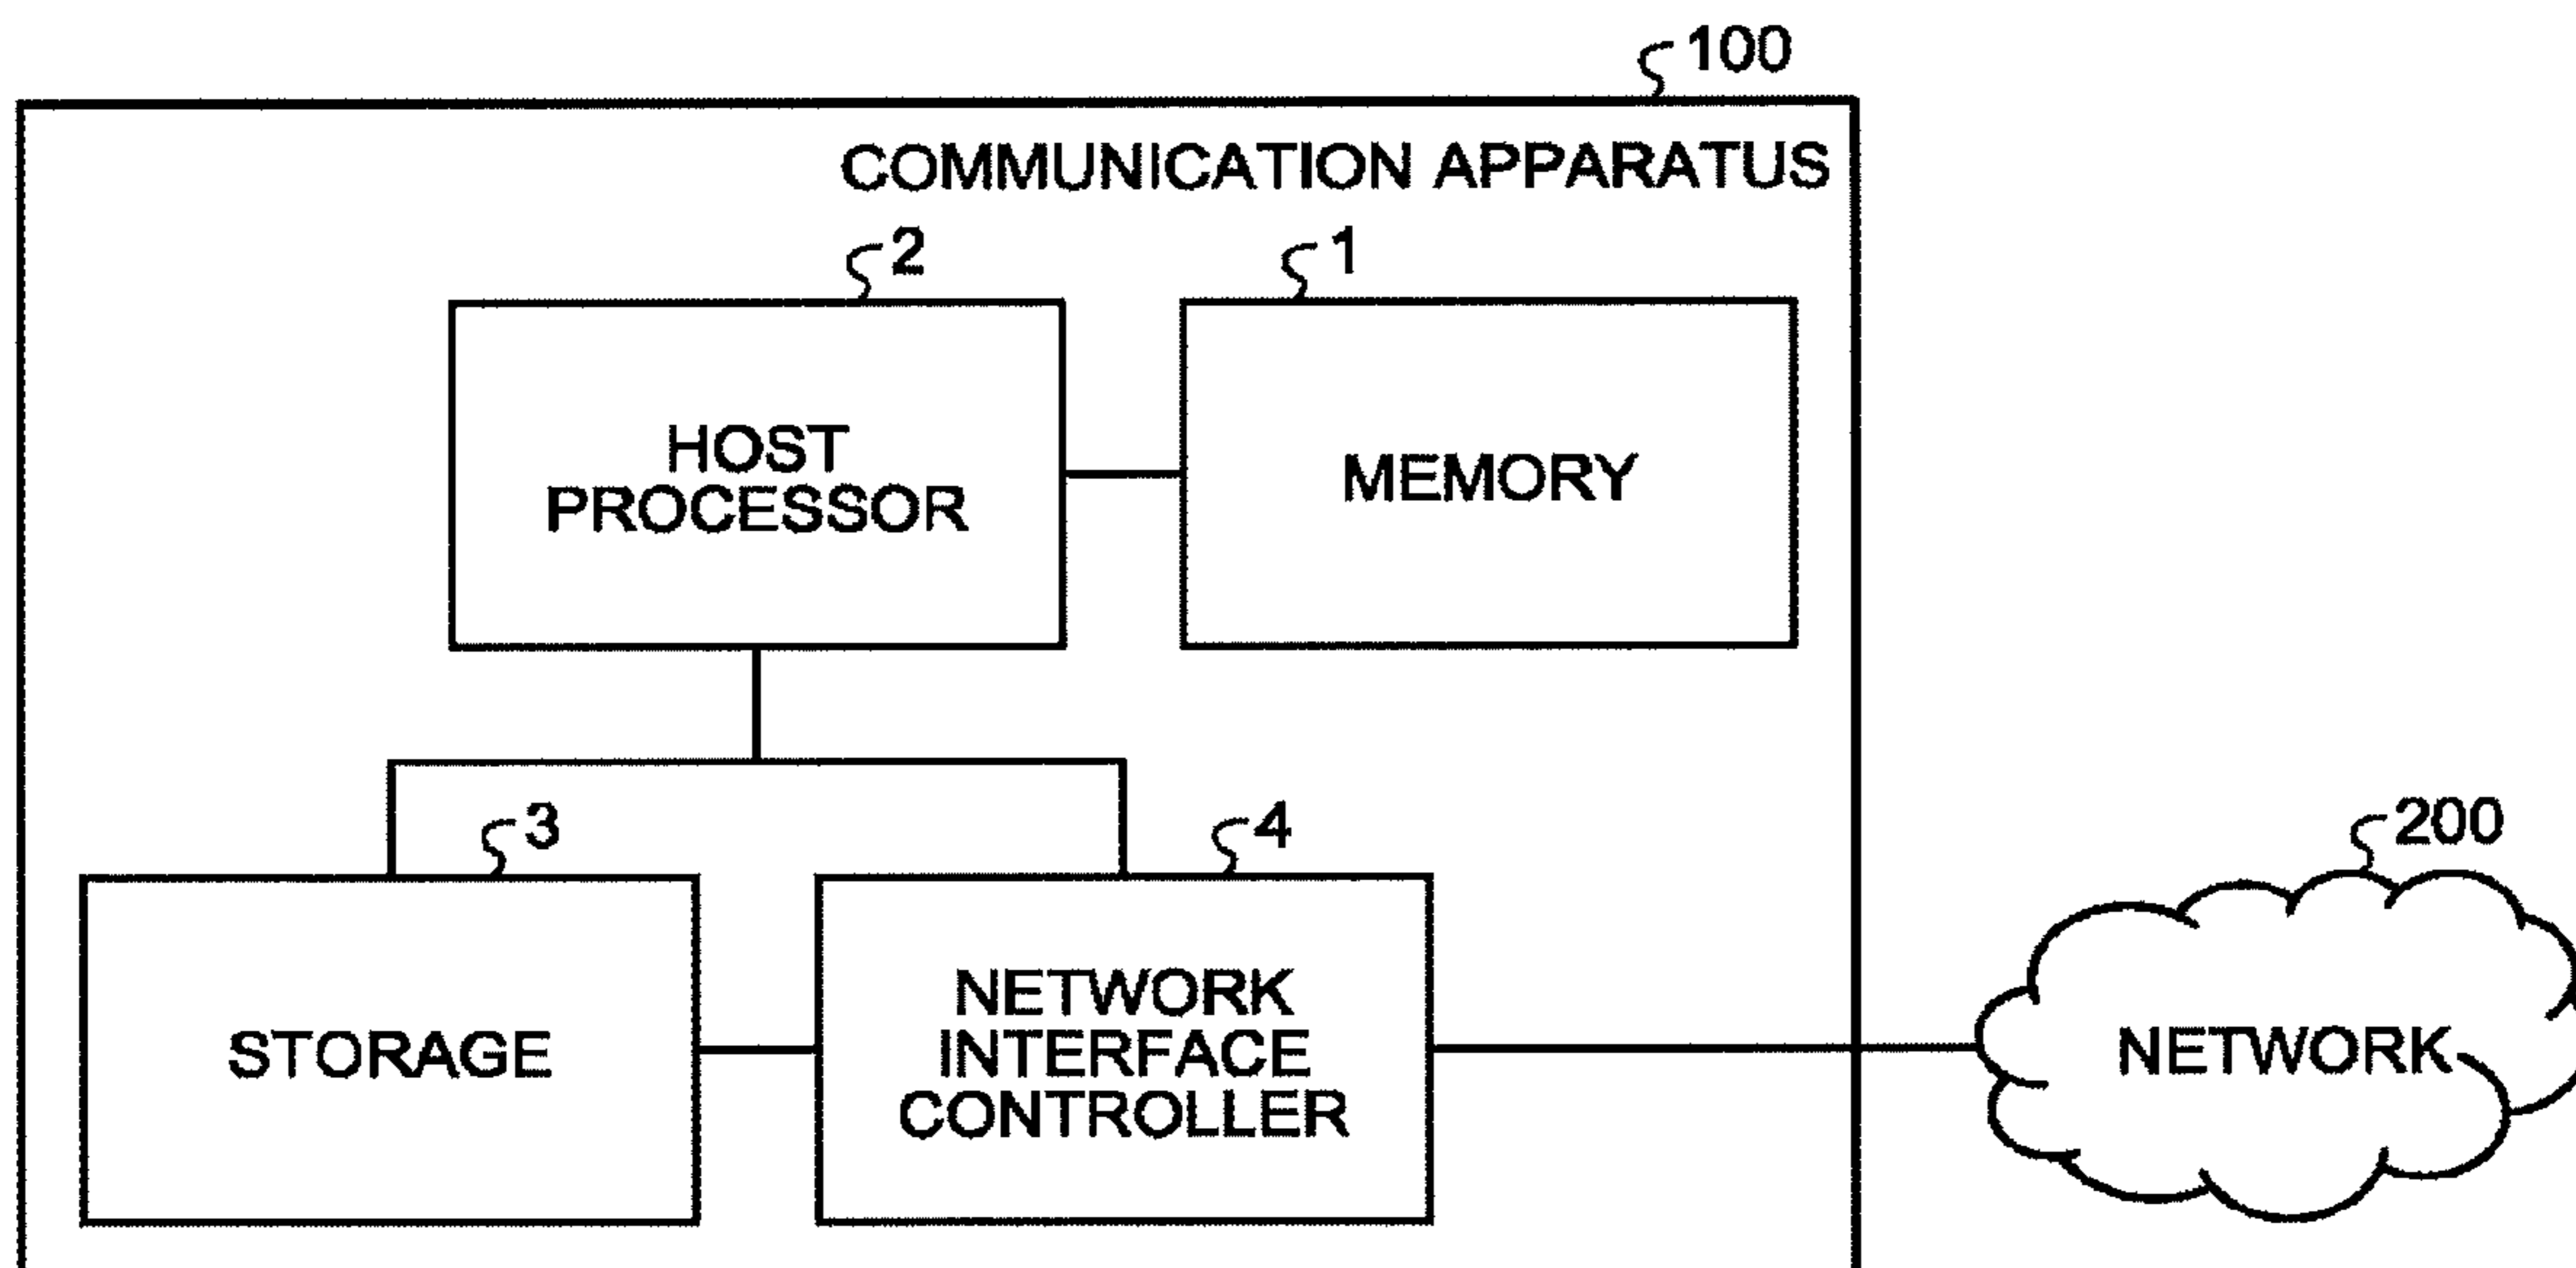 100
COMMUNICATION APPARATUS
2
1
HOST
PROCESSOR
MEMORY
3
4
200
STORAGE
NETWORK
INTERFACE
CONTROLLER
NETWORK